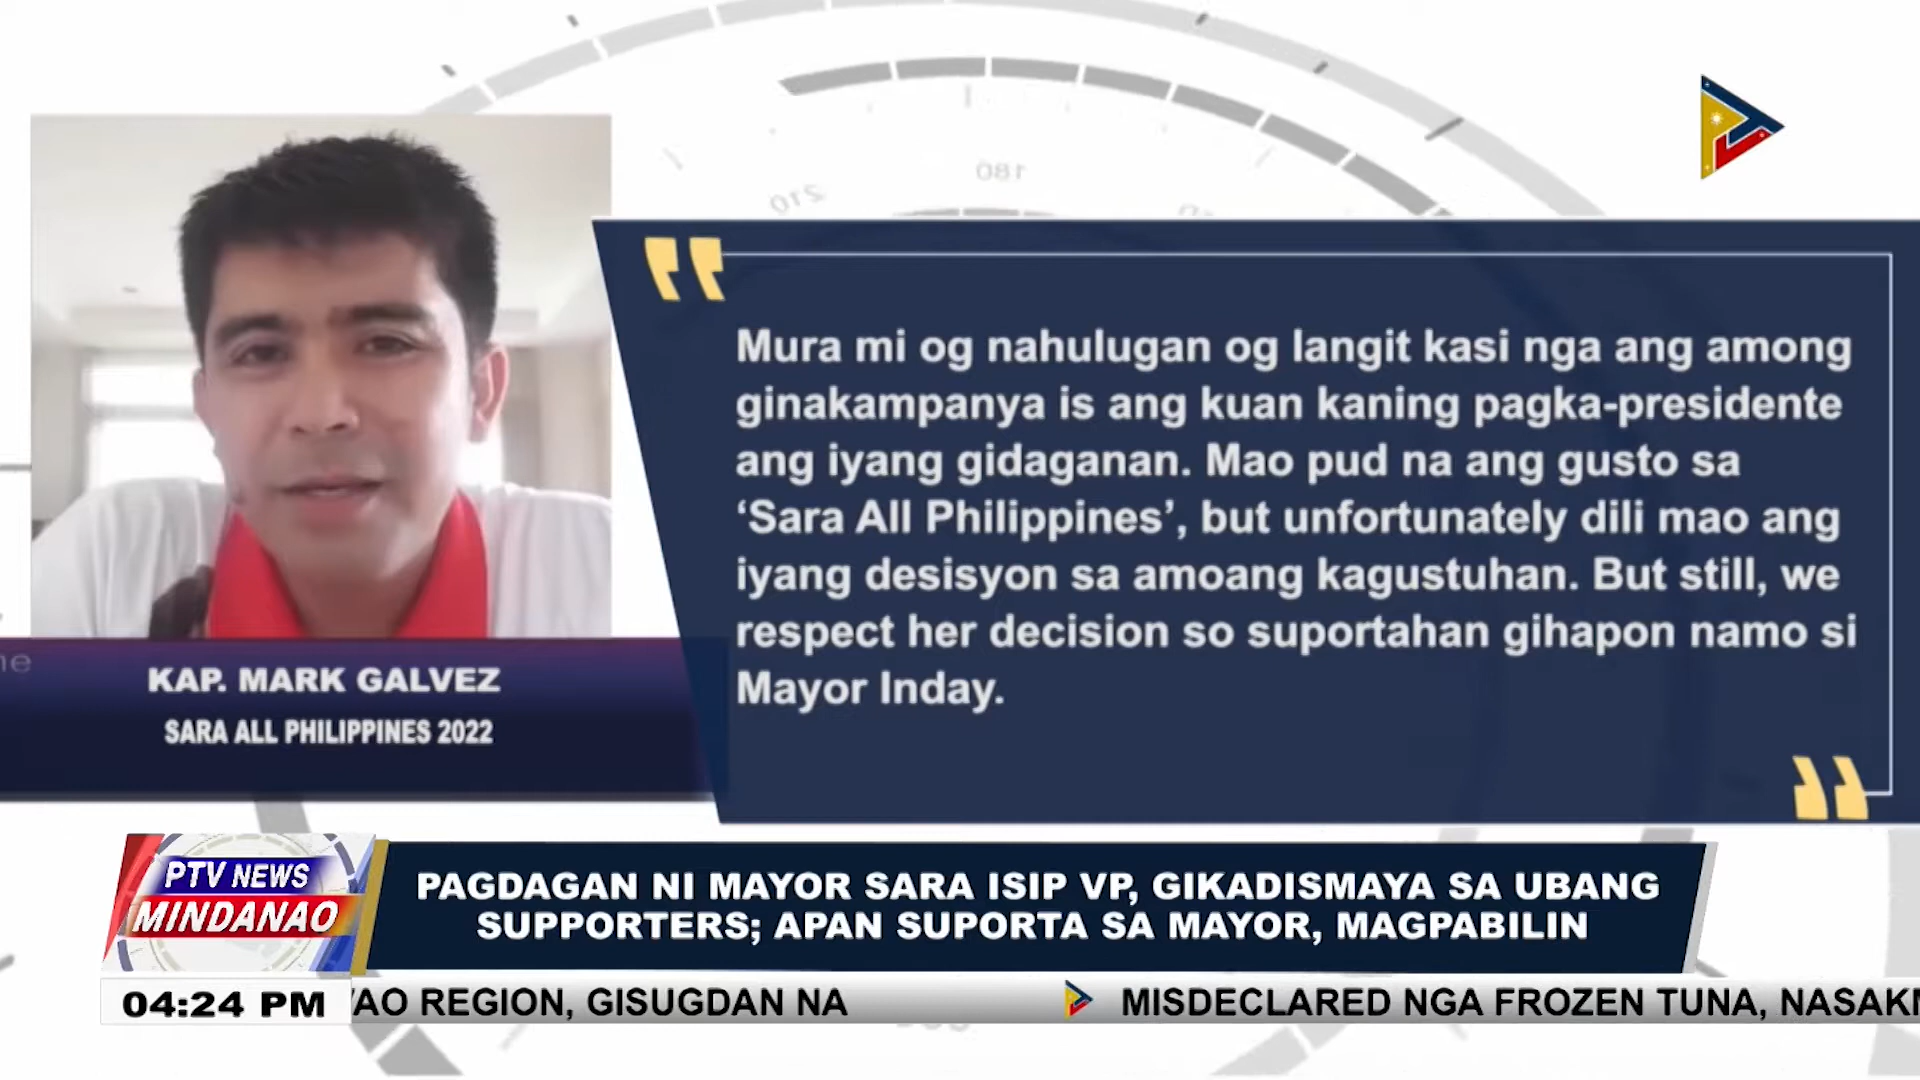 180
210
Mura mi og nahulugan og langit kasi nga ang among
ginakampanya is ang kuan kaning pagka-presidente
ang iyang gidaganan. Mao pud na ang gusto sa
‘Sara All Philippines’, but unfortunately dili mao ang
iyang desisyon sa amoang kagustuhan. But still, we
respect her decision so suportahan gihapon namo si
Mayor Inday.
KAP. MARK GALVEZ
SARA ALL PHILIPPINES 2022
PTV NEWS
MINDANAO
PAGDAGAN NI MAYOR SARA ISIP VP, GIKADISMAYA SA UBANG
SUPPORTERS; APAN SUPORTA SA MAYOR, MAGPABILIN
04:24 PM
REGION, GISUGDAN NA
MISDECLARED NGA FROZEN TUNA,